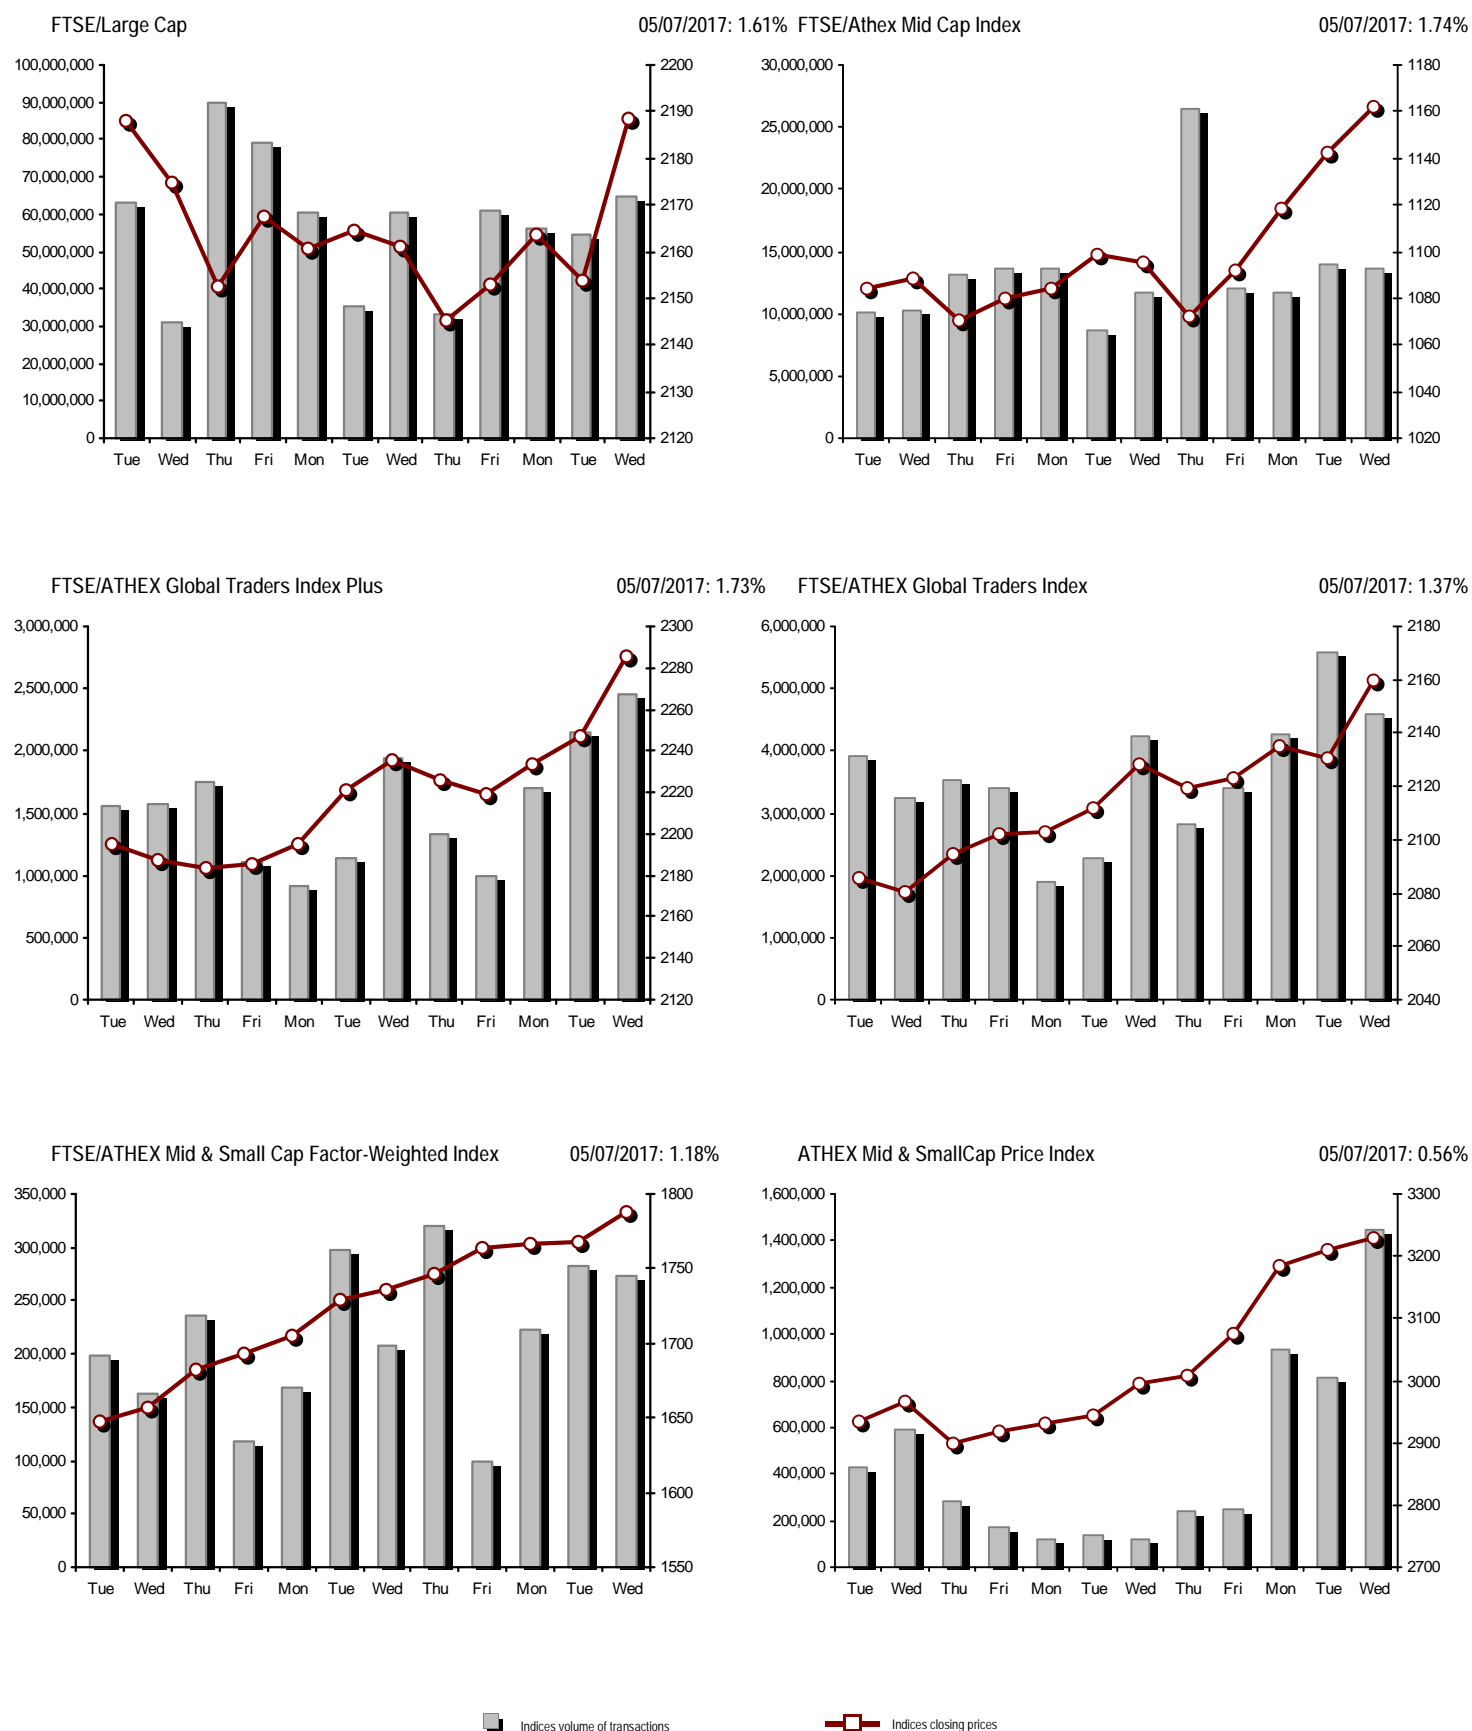 FTSE/Large Cap 05/07/2017: 1.61% FTSE/Athex Mid Cap Index 05/07/2017: 1.74%
100,000,000 2200 30,000,000 1180
90,000,000 2190 1160
80,000,000 2180 25,000,000 1140
70,000,000 2170 20,000,000 1120
60,000,000 2160 15,000,000 1100
50,000,000 2150 10,000,000 1080
40,000,000 2140 5,000,000 1060
30,000,000 2130 1040
20,000,000
10,000,000
0 2120 0 1020
Tue Wed Thu Fri Mon Tue Wed Thu Fri Mon Tue Wed Tue Wed Thu Fri Mon Tue Wed Thu Fri Mon Tue Wed
FTSE/ATHEX Global Traders Index Plus 05/07/2017: 1.73% FTSE/ATHEX Global Traders Index 05/07/2017: 1.37%
3,000,000 2300 6,000,000 2180
2280 2160
2,500,000 2260 5,000,000 2140
2,000,000 2240 4,000,000 2120
2220
1,500,000 2200 3,000,000 2100
1,000,000 2180 2,000,000 2080
2160 2060
500,000 2140 1,000,000
0 2120 0 2040
Tue Wed Thu Fri Mon Tue Wed Thu Fri Mon Tue Wed Tue Wed Thu Fri Mon Tue Wed Thu Fri Mon Tue Wed
FTSE/ATHEX Mid & Small Cap Factor-Weighted Index 05/07/2017: 1.18% ATHEX Mid & SmallCap Price Index 05/07/2017: 0.56%
350,000 1800 1,600,000 3300
300,000 1750 1,400,000 3200
250,000 1,200,000
200,000 1700 1,000,000 3100
150,000 1650 800,000 3000
100,000 1600 600,000 2900
50,000 400,000 2800
200,000
0 1550 0 2700
Tue Wed Thu Fri Mon Tue Wed Thu Fri Mon Tue Wed Tue Wed Thu Fri Mon Tue Wed Thu Fri Mon Tue Wed
Indices volume of transactions Indices closing prices